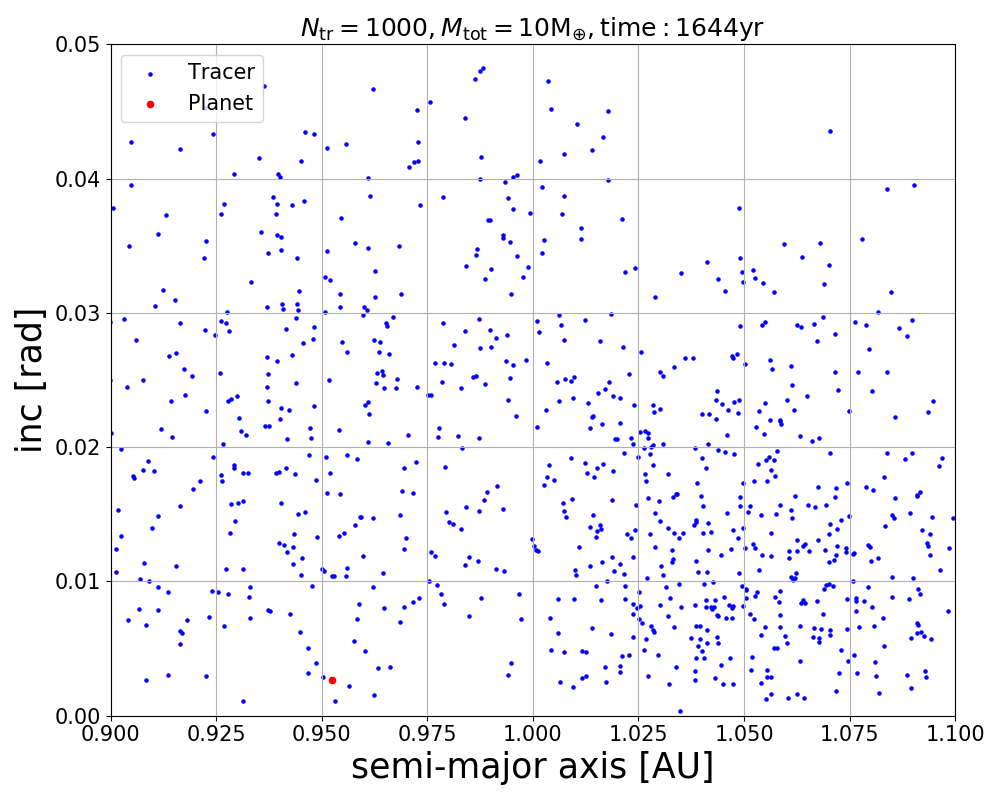 N_tr = 1000, M_tot = 10M_⊕, time : 1644yr
Tracer
Planet
0.05
0.04
0.03
0.02
0.01
0.00
inc [rad]
0.900 0.925 0.950 0.975 1.000 1.025 1.050 1.075 1.100
semi-major axis [AU]